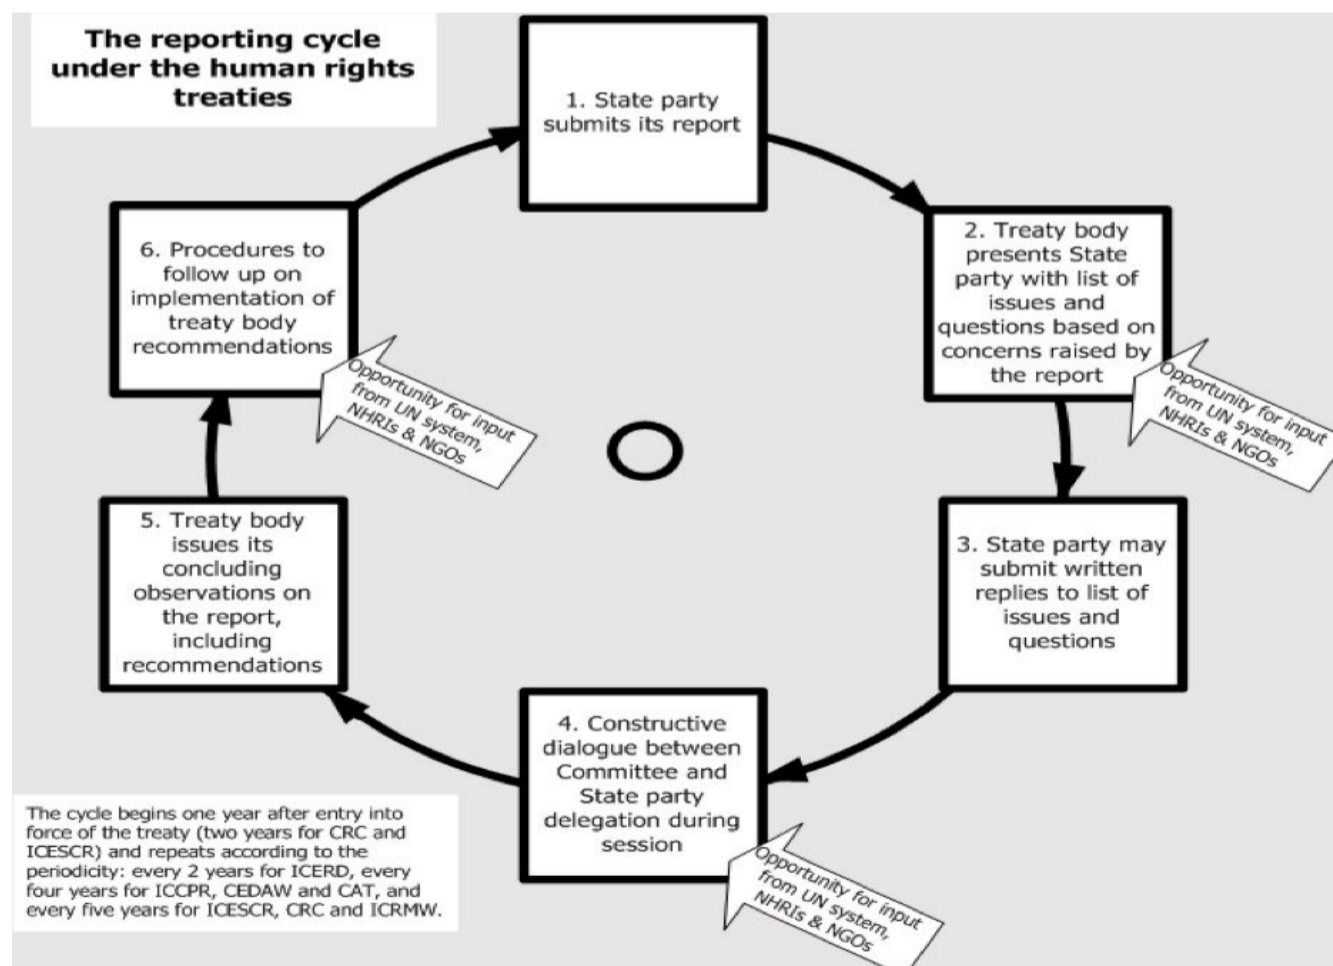 The reporting cycle
under the human rights
treaties
1. State party
submits its report
2. Treaty body
presents State
party with list of
issues and
questions based on
concerns raised by
the report
Opportunity for input
from UN system,
NHRIs & NGOs
3. State party may
submit written
replies to list of
issues and
questions
4. Constructive
dialogue between
Committee and
State party
delegation during
session
Opportunity for input
from UN system,
NHRIs & NGOs
5. Treaty body
issues its
concluding
observations on
the report,
including
recommendations
6. Procedures to
follow up on
implementation of
treaty body
recommendations
Opportunity for input
from UN system,
NHRIs & NGOs
The cycle begins one year after entry into
force of the treaty (two years for CRC and
ICESCR) and repeats according to the
periodicity: every 2 years for ICERD, every
four years for ICCPR, CEDAW and CAT, and
every five years for ICESCR, CRC and ICRMW.